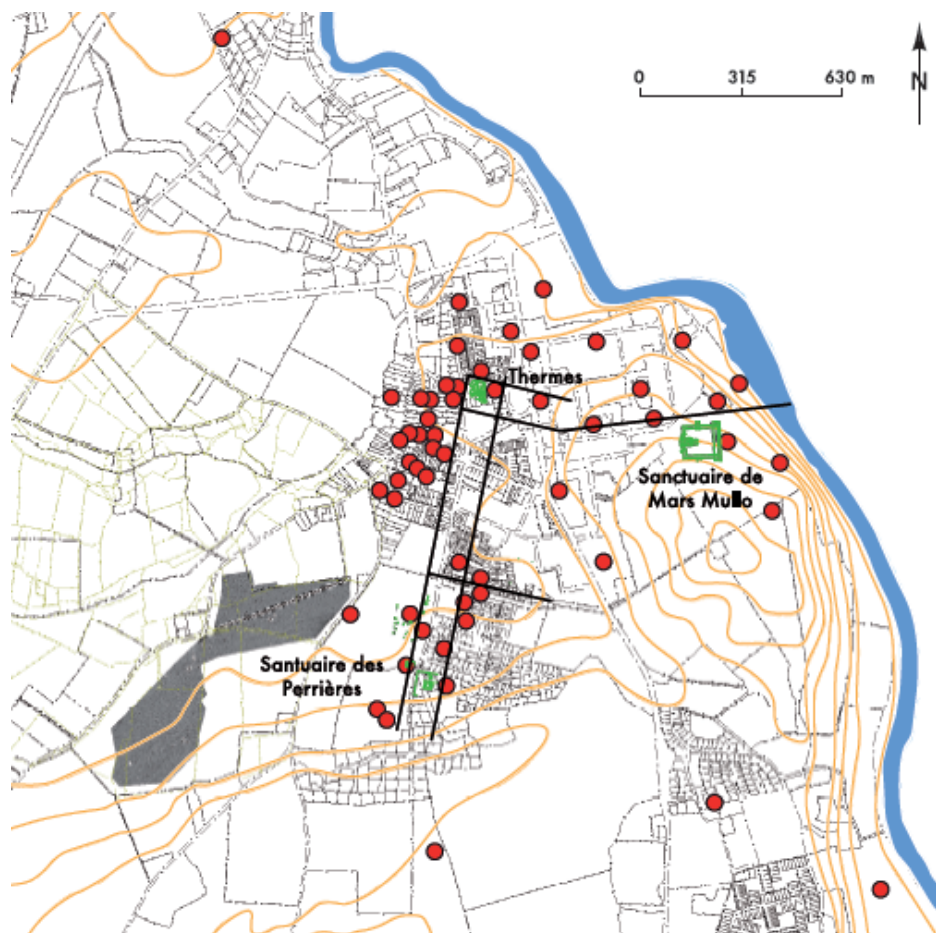 0 315 630 m
N
Thermes
Sanctuaire de
Mars Mullo
Santuaire des
Perrières